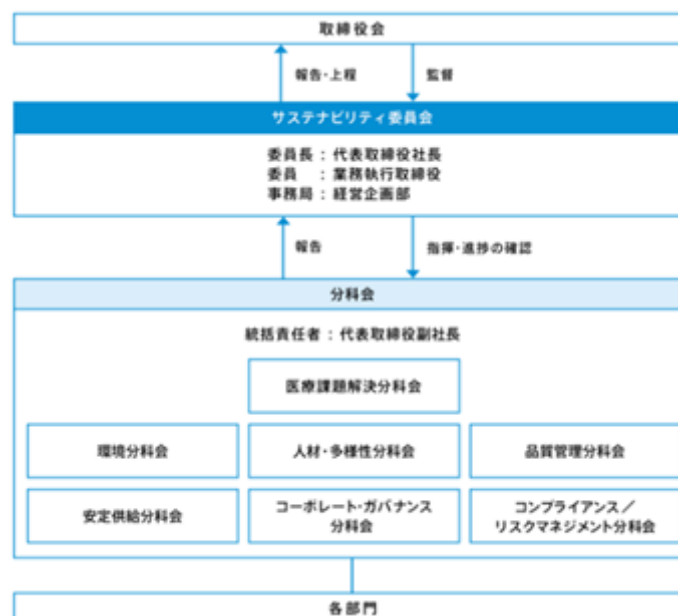 取締役会
報告・上程
監督
サステナビリティ委員会
委員長 : 代表取締役社長
委員 : 業務執行取締役
事務局 : 経営企画部
報告
指揮・進捗の確認
分科会
統括責任者 : 代表取締役副社長
医療課題解決分科会
環境分科会
人材・多様性分科会
品質管理分科会
安定供給分科会
コーポレート・ガバナンス
分科会
コンプライアンス／
リスクマネジメント分科会
各部門